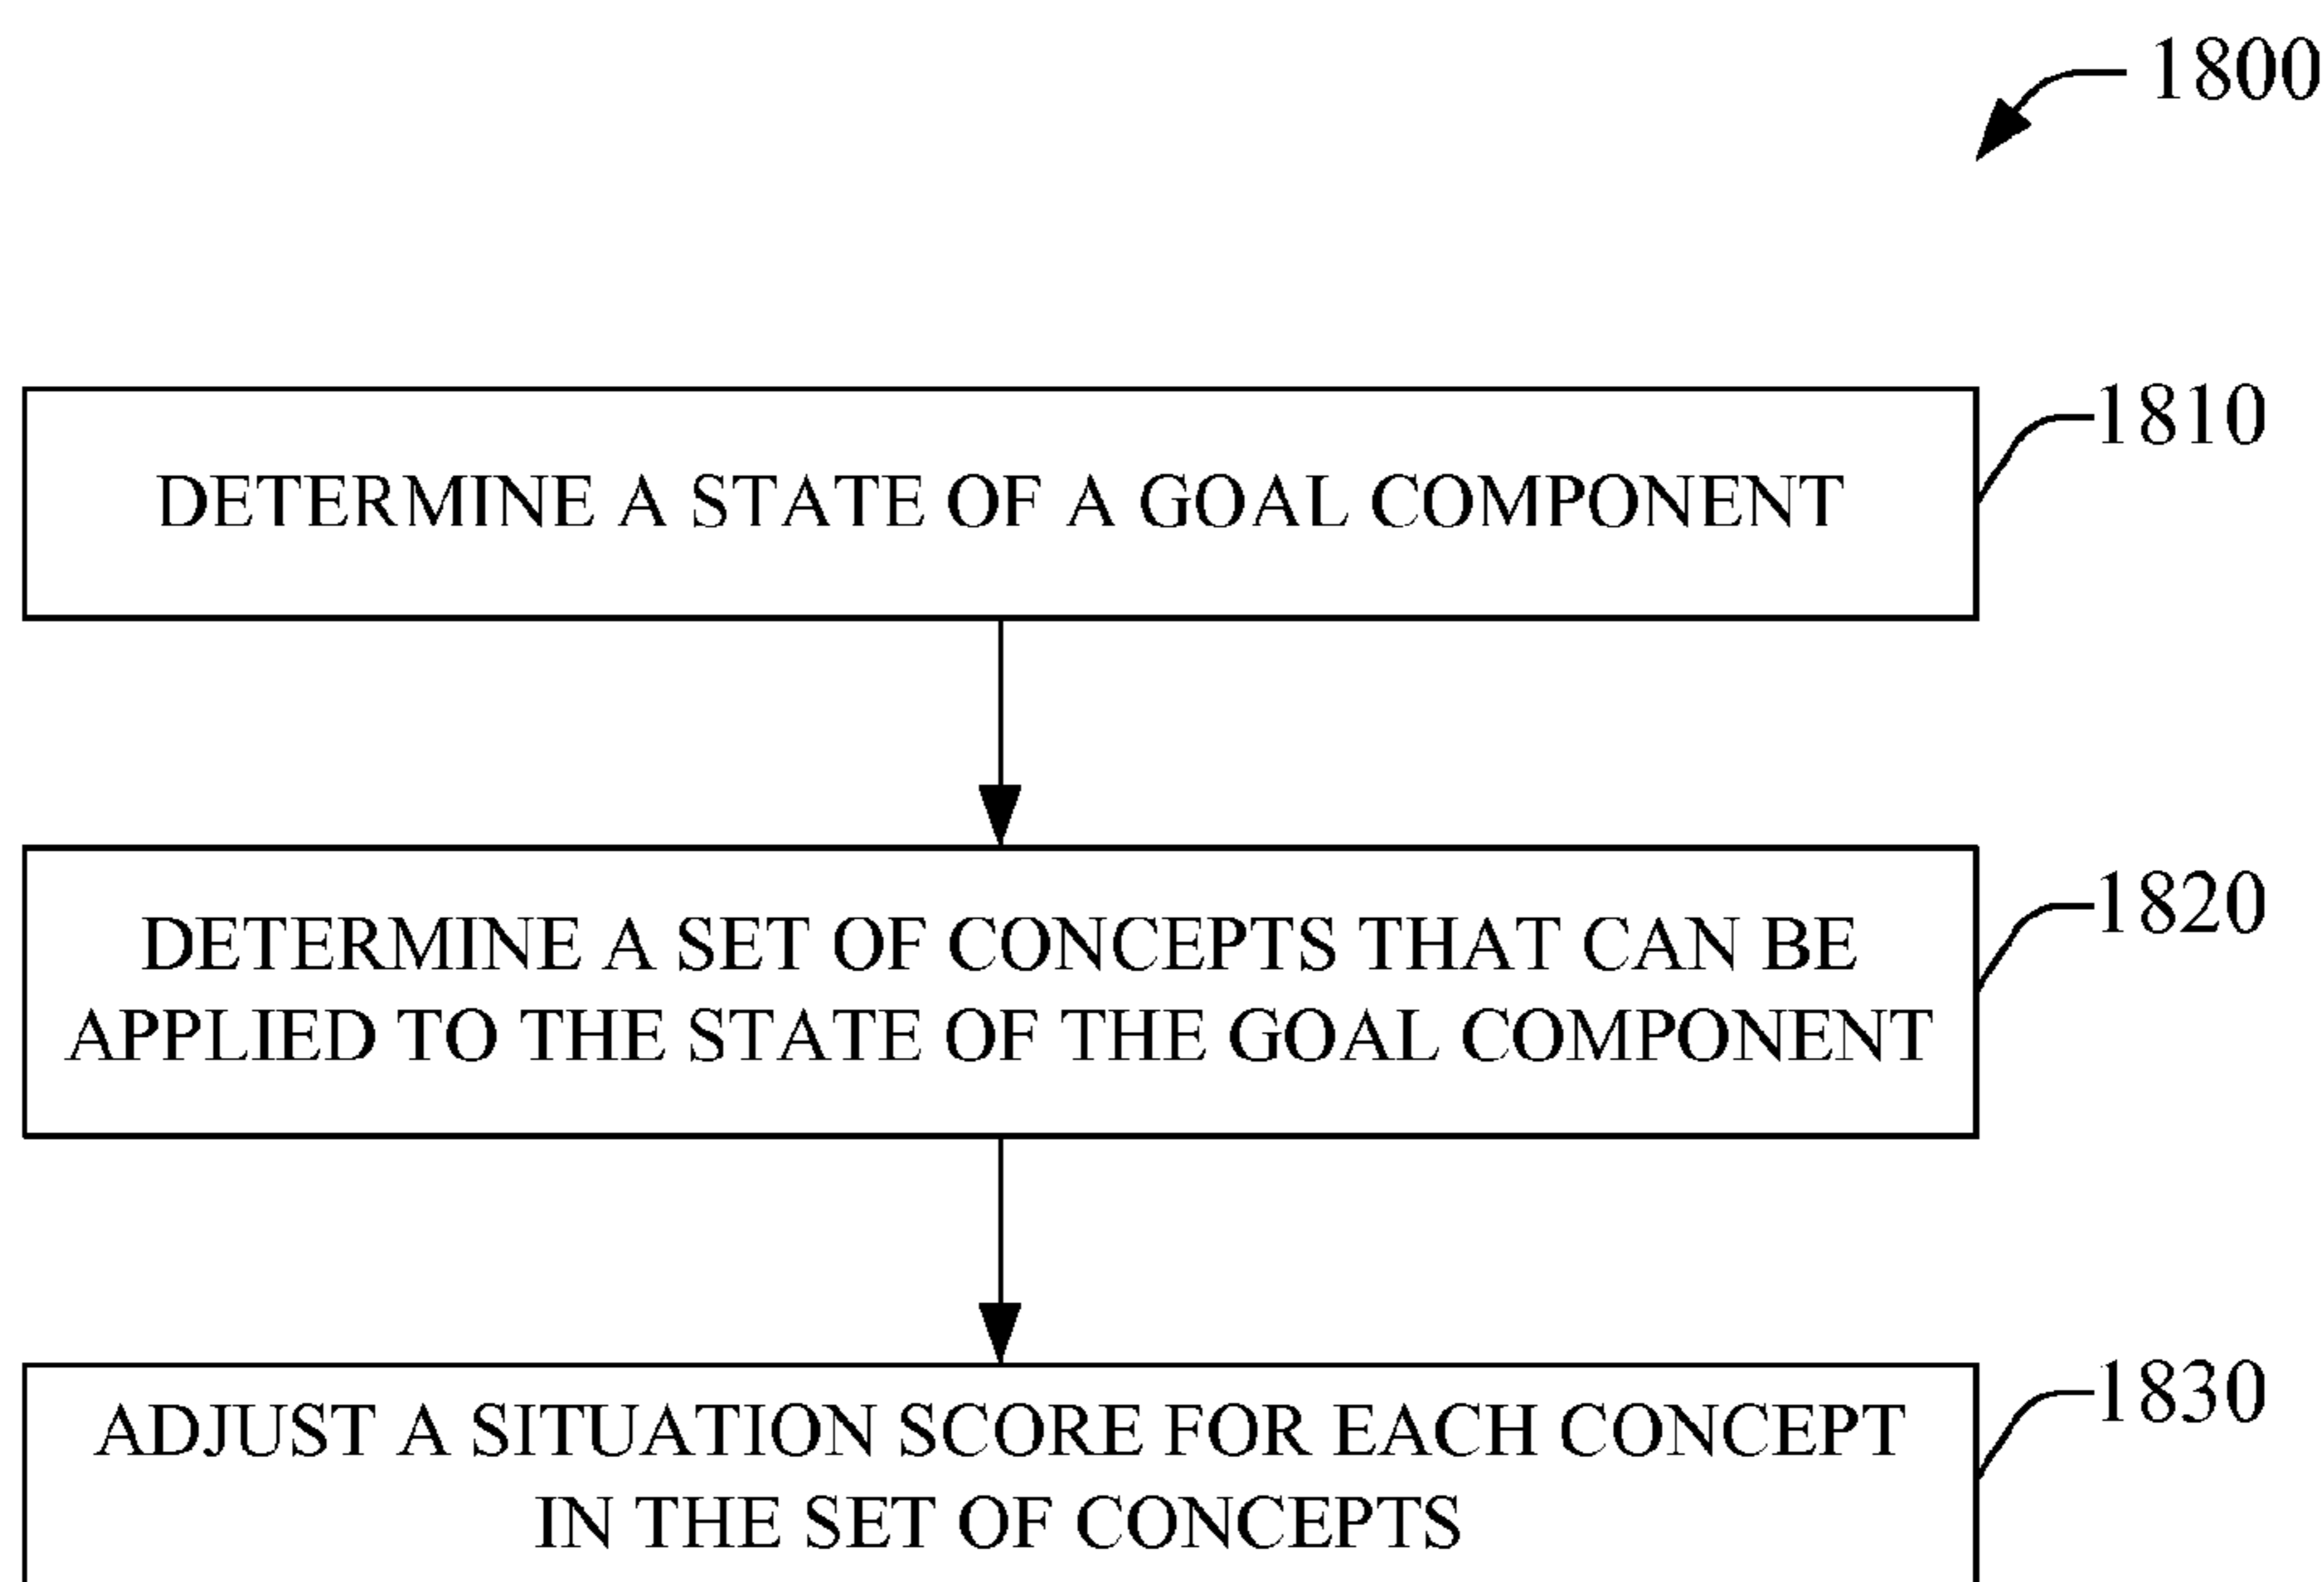 1800
DETERMINE A STATE OF A GOAL COMPONENT
1810
DETERMINE A SET OF CONCEPTS THAT CAN BE
APPLIED TO THE STATE OF THE GOAL COMPONENT
1820
ADJUST A SITUATION SCORE FOR EACH CONCEPT
IN THE SET OF CONCEPTS
1830